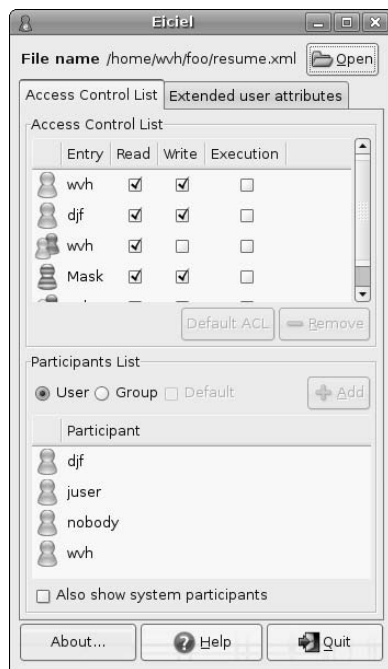 Eiciel
File name /home/wvh/foo/resume.xml Open
Access Control List Extended user attributes
Access Control List
Entry Read Write Execution
wvh
djf
wvh
Mask
Default ACL Remove
Participants List
User Group Default Add
Participant
djf
juser
nobody
wvh
Also show system participants
About... Help Quit